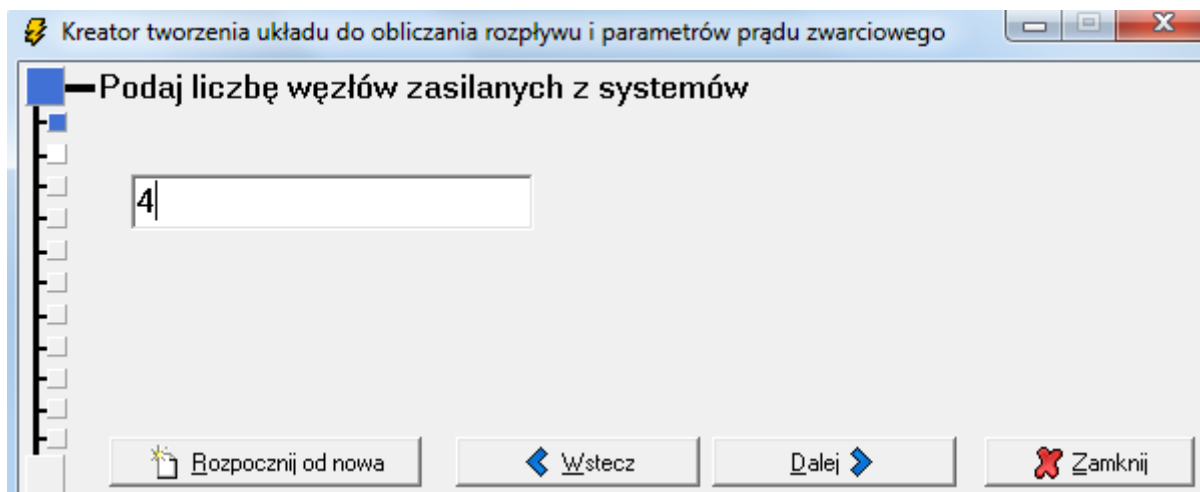 Kreator tworzenia układu do obliczania rozpływu i parametrów prądu zwarciowego
Podaj liczbę węzłów zasilanych z systemów
4
Rozpocznij od nowa Wstecz Dalej Zamknij